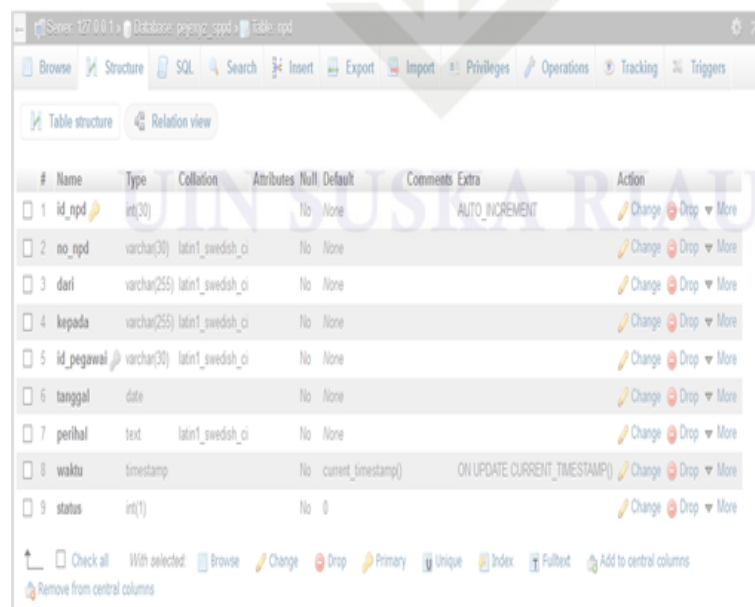 Server: 127.0.0.1 » Database: peyexyz_sppd » Table: npd
Browse Structure SQL Search Insert Export Import Privileges Operations Tracking Triggers
Table structure Relation view
# Name Type Collation Attributes Null Default Comments Extra Action
1 id_npd int(30) No None AUTO_INCREMENT Change Drop More
2 no_npd varchar(30) latin1_swedish_ci No None Change Drop More
3 dari varchar(255) latin1_swedish_ci No None Change Drop More
4 kepada varchar(255) latin1_swedish_ci No None Change Drop More
5 id_pegawai varchar(30) latin1_swedish_ci No None Change Drop More
6 tanggal date No None Change Drop More
7 perihal text latin1_swedish_ci No None Change Drop More
8 waktu timestamp No current_timestamp() ON UPDATE CURRENT_TIMESTAMP() Change Drop More
9 status int(1) No 0 Change Drop More
Check all With selected: Browse Change Drop Primary Unique Index Fulltext Add to central columns
Remove from central columns
UIN SUSKA RIAU